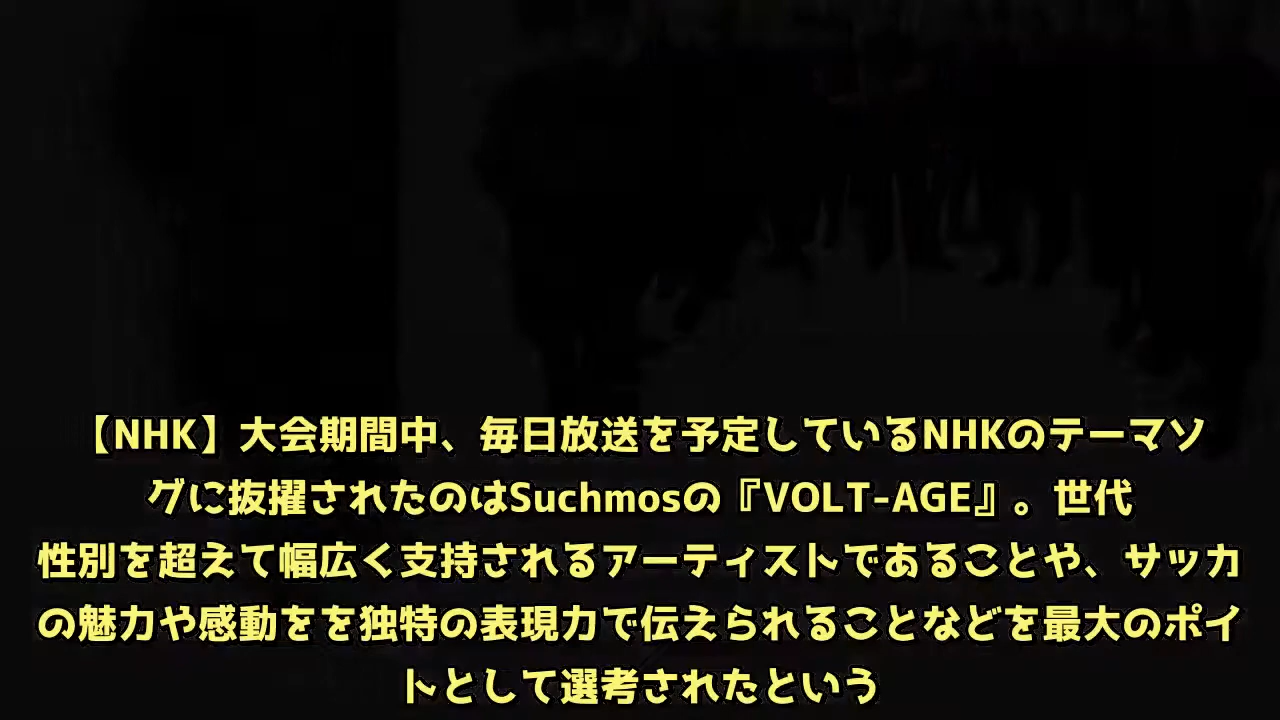 【NHK】大会期間中、毎日放送を予定しているNHKのテーマソ
グに抜擢されたのはSuchmosの『VOLT-AGE』。世代
性別を超えて幅広く支持されるアーティストであることや、サッカ
の魅力や感動をを独特の表現力で伝えられることなどを最大のポイ
トとして選考されたという